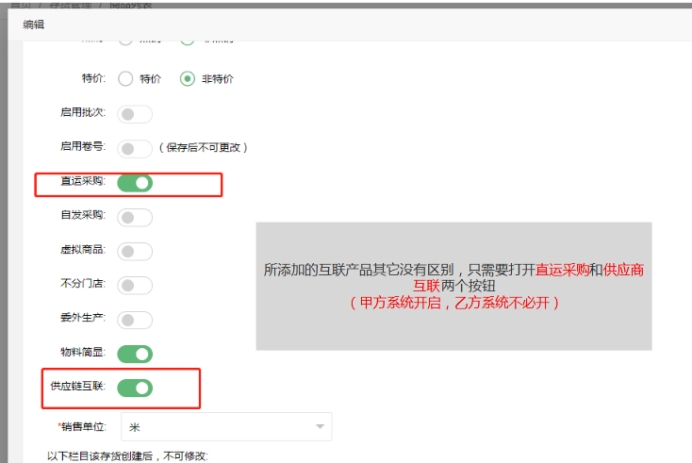 编辑
特价: 特价 非特价
启用批次:
启用卷号: (保存后不可更改)
直运采购:
自发采购:
虚拟商品:
所添加的互联产品其它没有区别，只需要打开直运采购和供应商
互联两个按钮
(甲方系统开启，乙方系统不必开)
不分门店:
委外生产:
物料简显:
供应链互联:
*销售单位: 米
以下栏目该存货创建后，不可修改: